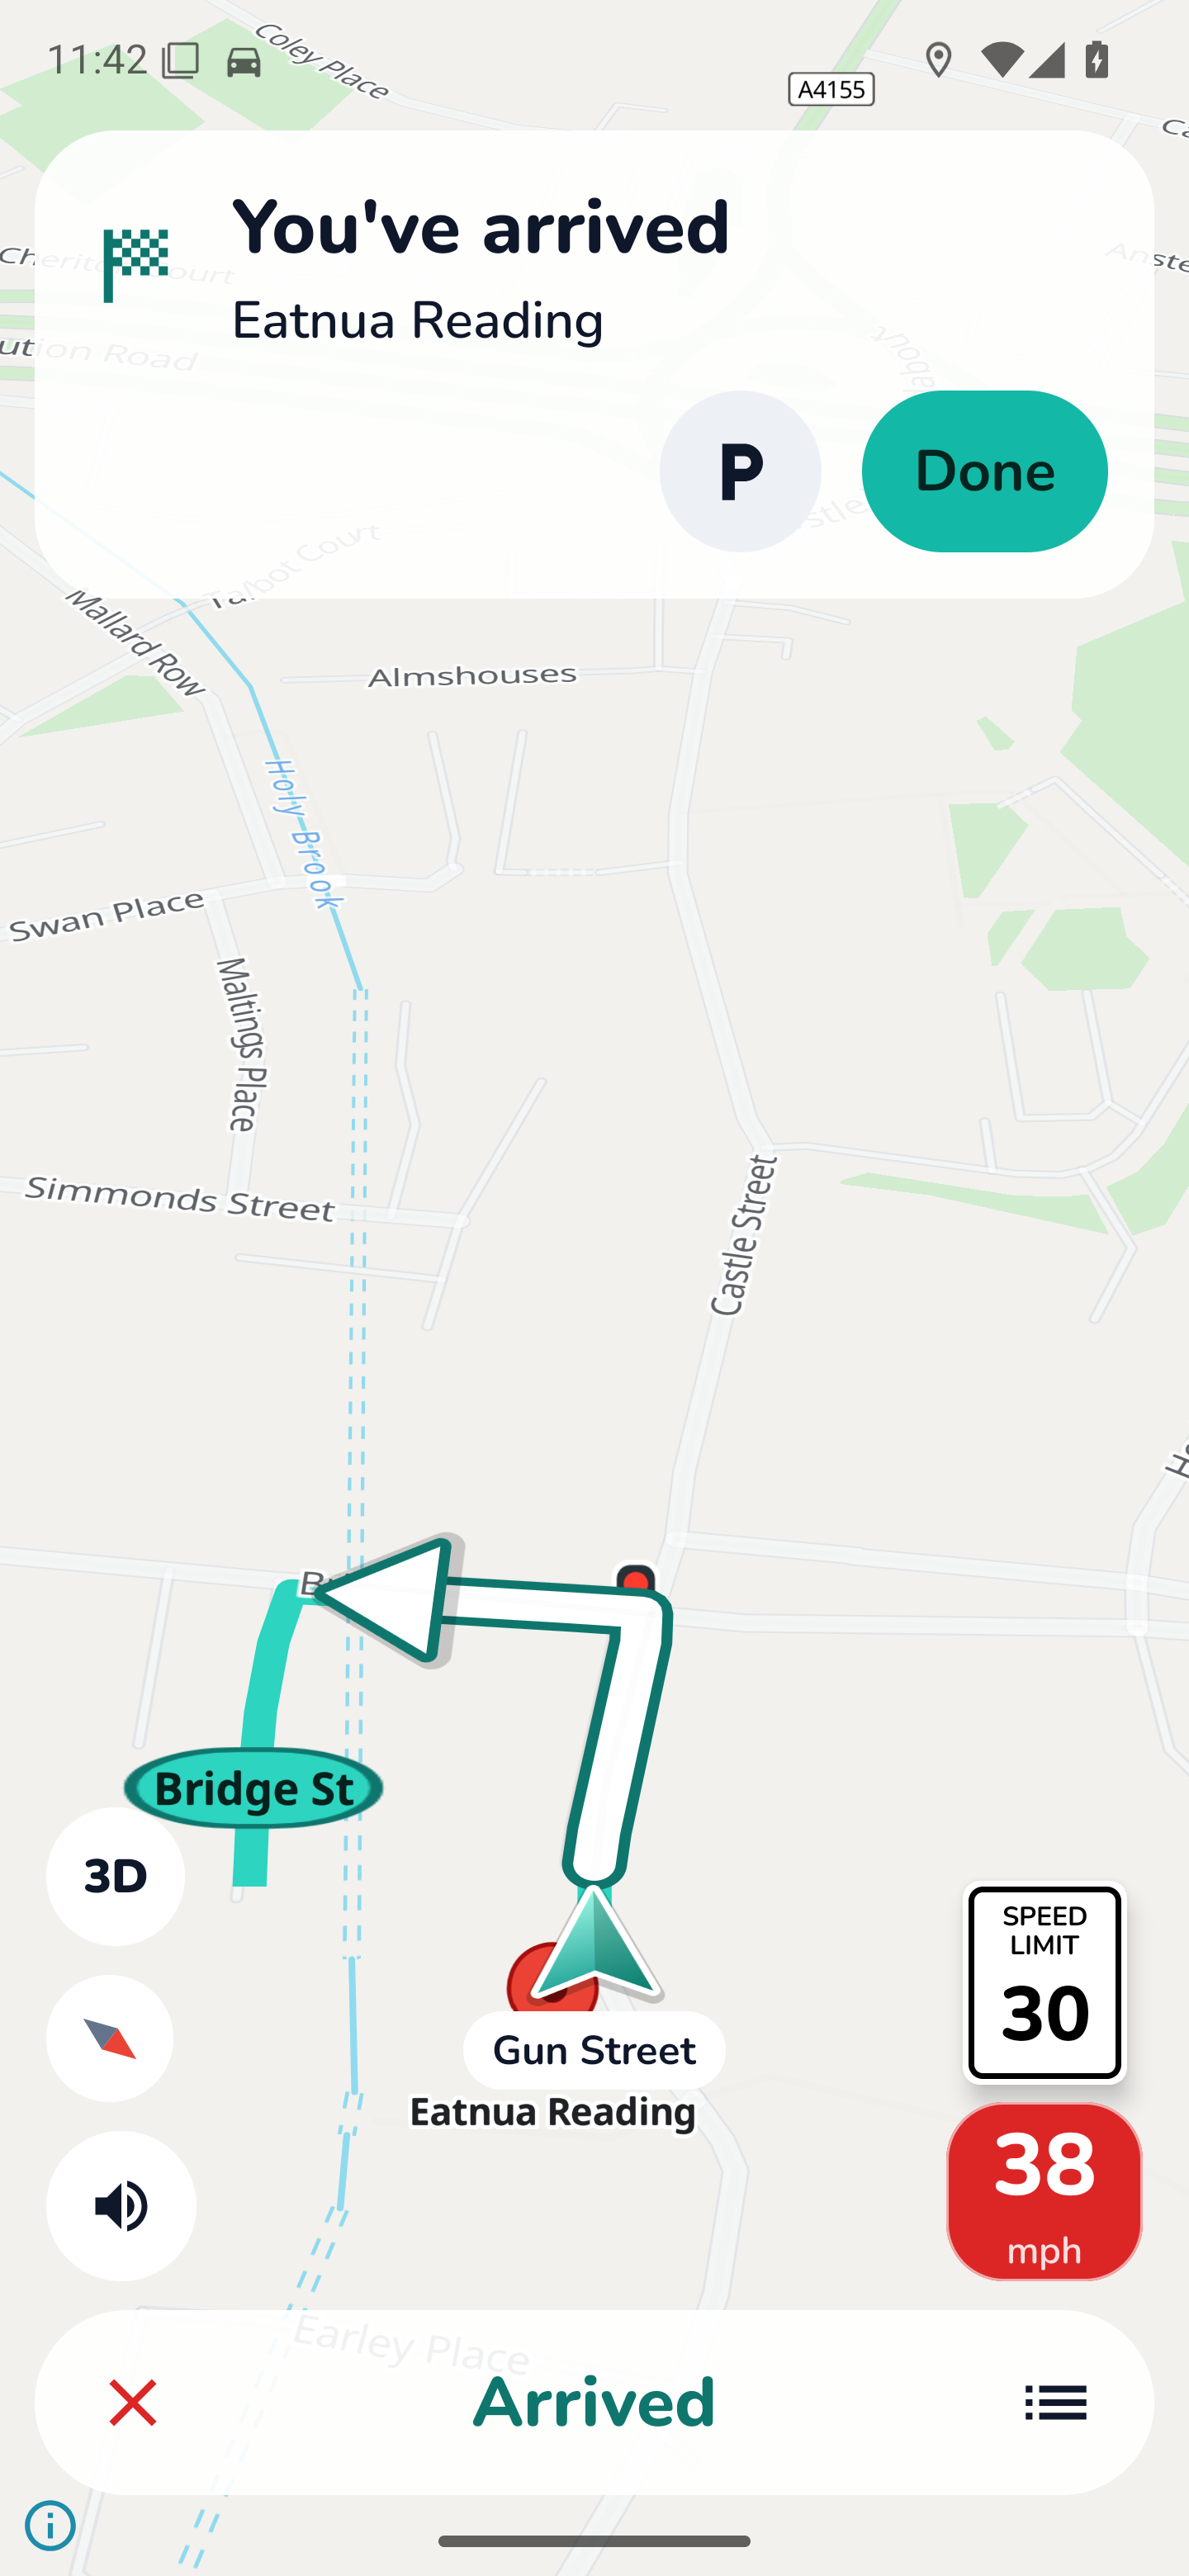 11:42
Coley Place
A4155
You've arrived
Eatnua Reading
P
Done
Talbot Court
Mallard Row
Almshouses
Holy Brook
Swan Place
Maltings Place
Simmonds Street
Castle Street
Bridge St
3D
SPEED
LIMIT
30
Gun Street
Eatnua Reading
38
mph
Earley Place
Arrived